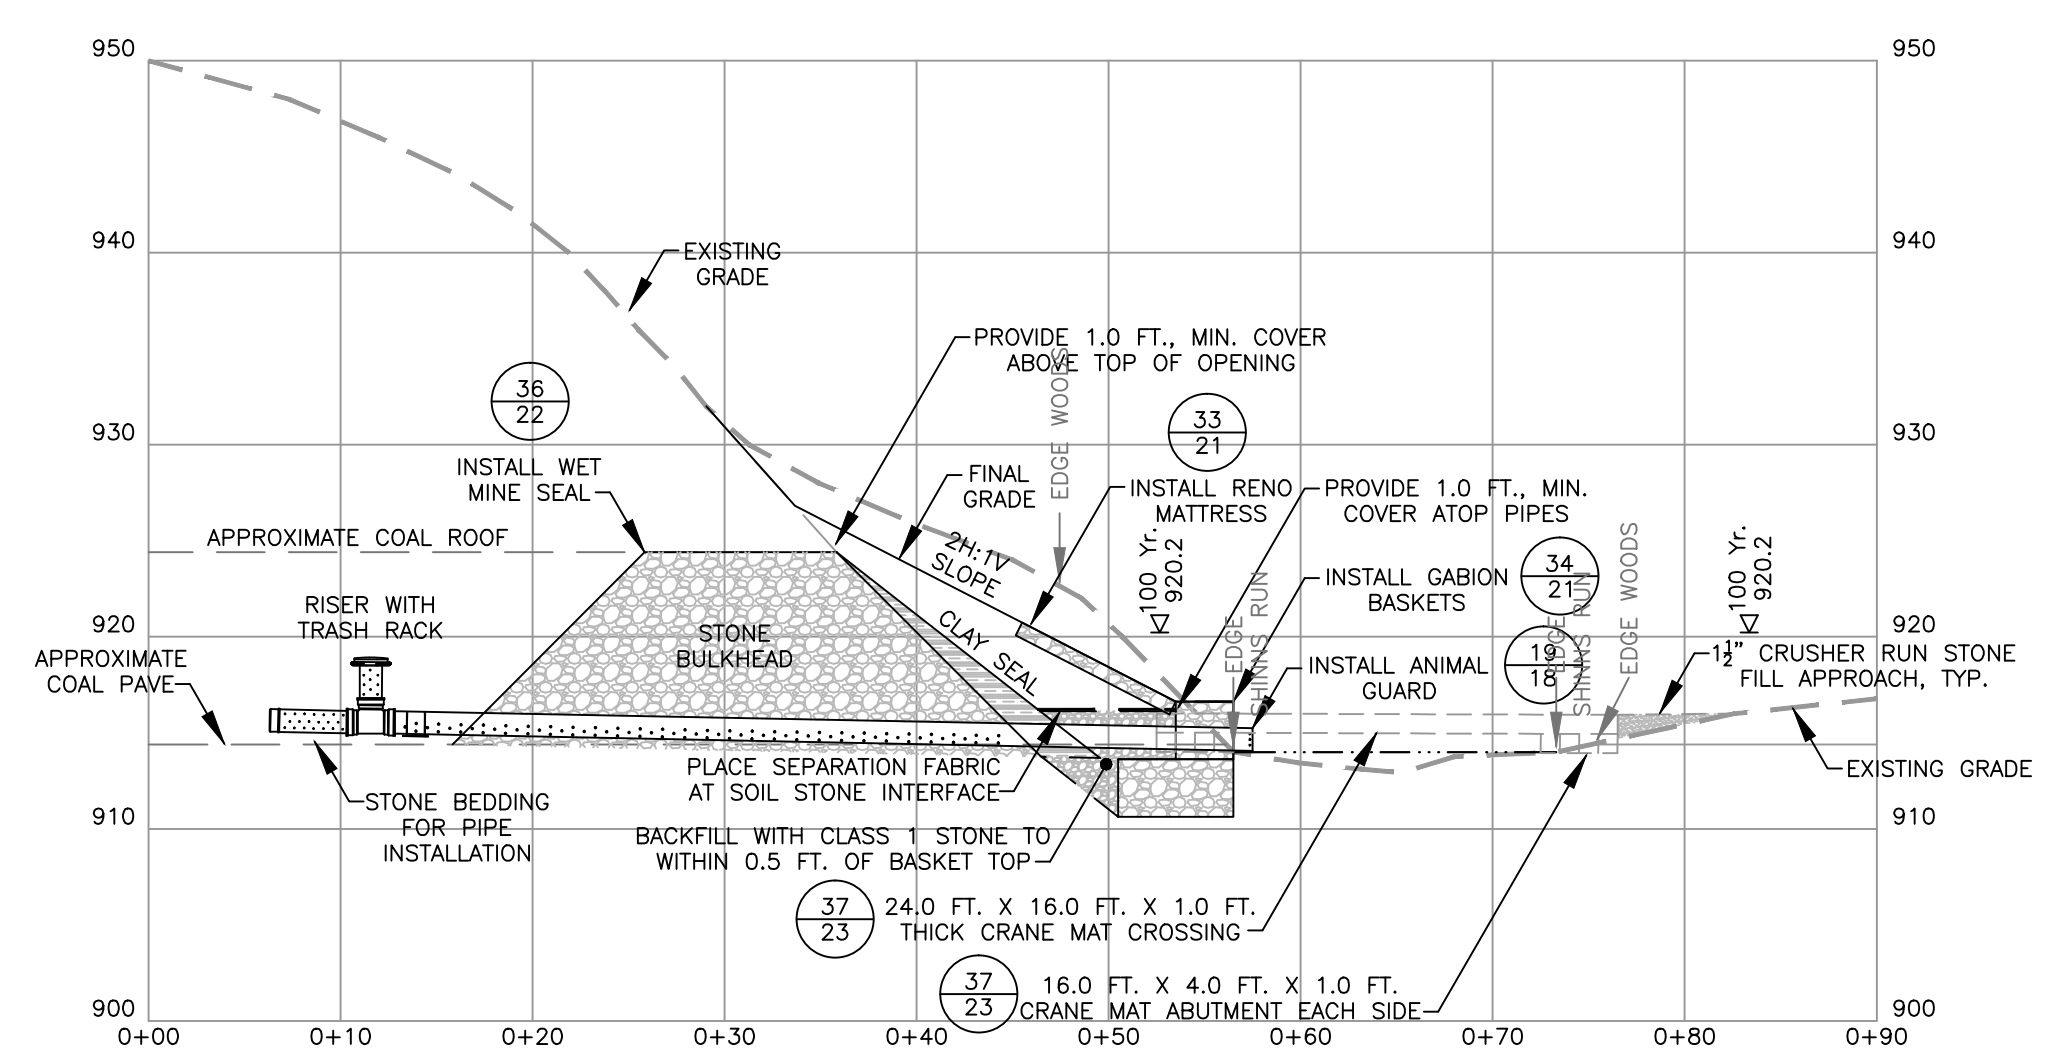 950
950
940
940
930
930
920
920
910
910
900
900
EXISTING
GRADE
PROVIDE 1.0 FT., MIN. COVER
ABOVE TOP OF OPENING
36
22
33
21
EDGE WOODS
INSTALL WET
MINE SEAL
FINAL
GRADE
INSTALL RENO
MATTRESS
PROVIDE 1.0 FT., MIN.
COVER ATOP PIPES
APPROXIMATE COAL ROOF
2H:1V
SLOPE
100 Yr.
920.2
INSTALL GABION
BASKETS
34
21
EDGE
SHINNS RUN
EDGE
SHINNS RUN
EDGE WOODS
100 Yr.
920.2
RISER WITH
TRASH RACK
STONE
BULKHEAD
CLAY SEAL
APPROXIMATE
COAL PAVE
INSTALL ANIMAL
GUARD
19
18
1½" CRUSHER RUN STONE
FILL APPROACH, TYP.
PLACE SEPARATION FABRIC
AT SOIL STONE INTERFACE
EXISTING GRADE
STONE BEDDING
FOR PIPE
INSTALLATION
BACKFILL WITH CLASS 1 STONE TO
WITHIN 0.5 FT. OF BASKET TOP
37
23
24.0 FT. X 16.0 FT. X 1.0 FT.
THICK CRANE MAT CROSSING
37
23
16.0 FT. X 4.0 FT. X 1.0 FT.
CRANE MAT ABUTMENT EACH SIDE
0+00
0+10
0+20
0+30
0+40
0+50
0+60
0+70
0+80
0+90